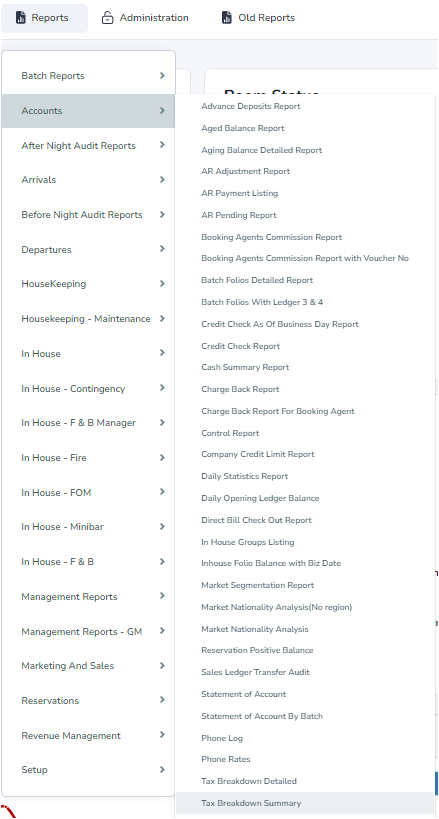 Reports
Administration
Old Reports
Batch Reports
Accounts
After Night Audit Reports
Arrivals
Before Night Audit Reports
Departures
HouseKeeping
Housekeeping - Maintenance
In House
In House - Contingency
In House - F & B Manager
In House - Fire
In House - FOM
In House - Minibar
In House - F & B
Management Reports
Management Reports - GM
Marketing And Sales
Reservations
Revenue Management
Setup
Advance Deposits Report
Aged Balance Report
Aging Balance Detailed Report
AR Adjustment Report
AR Payment Listing
AR Pending Report
Booking Agents Commission Report
Booking Agents Commission Report with Voucher No
Batch Folios Detailed Report
Batch Folios With Ledger 3 & 4
Credit Check As Of Business Day Report
Credit Check Report
Cash Summary Report
Charge Back Report
Charge Back Report For Booking Agent
Control Report
Company Credit Limit Report
Daily Statistics Report
Daily Opening Ledger Balance
Direct Bill Check Out Report
In House Groups Listing
Inhouse Folio Balance with Biz Date
Market Segmentation Report
Market Nationality Analysis(No region)
Market Nationality Analysis
Reservation Positive Balance
Sales Ledger Transfer Audit
Statement of Account
Statement of Account By Batch
Phone Log
Phone Rates
Tax Breakdown Detailed
Tax Breakdown Summary